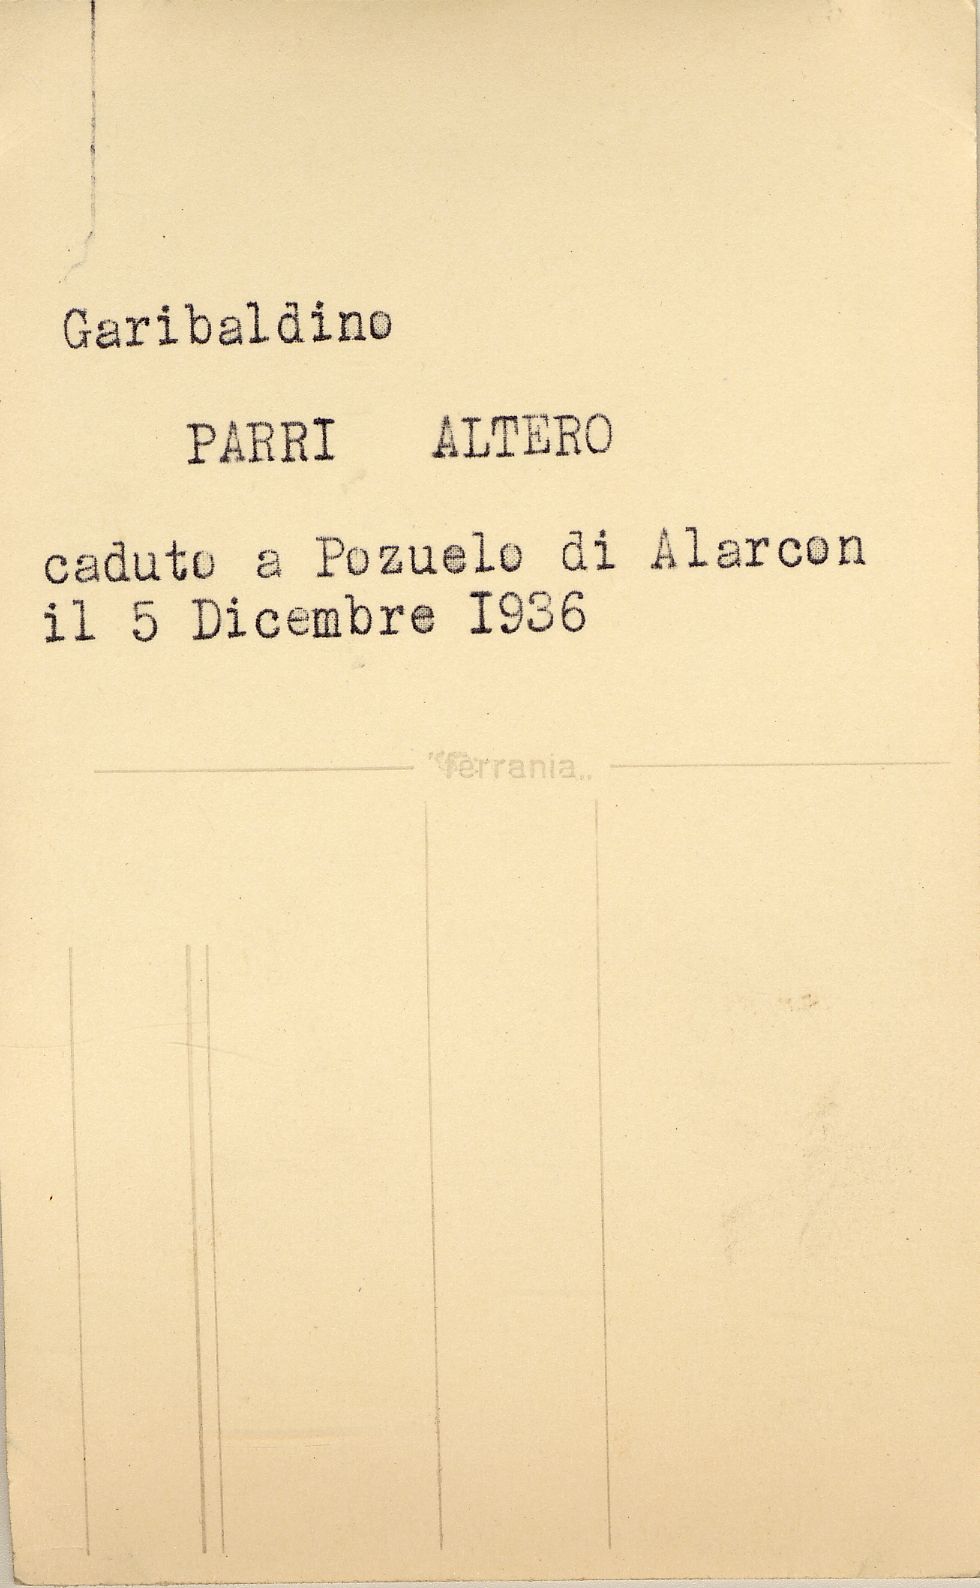 Garibaldino
PARRI ALTERO
caduto a Pozuelo di Alarcon
il 5 Dicembre I936
"Ferrania„